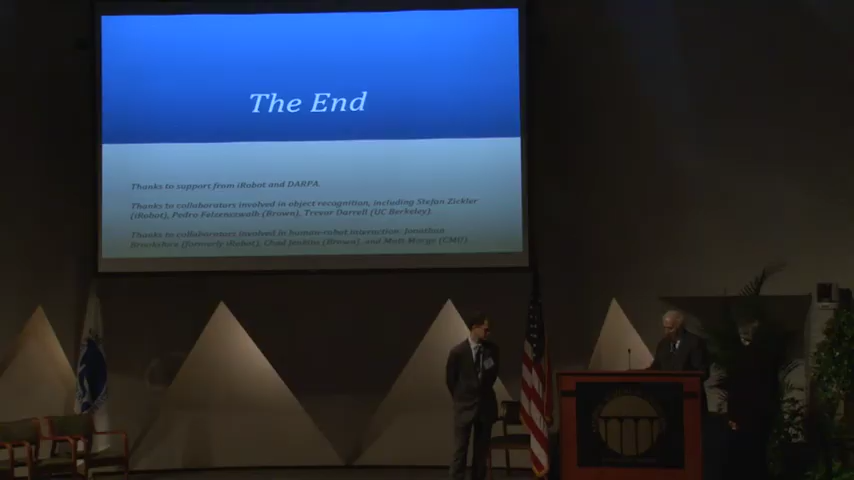 The End
Thanks to support from iRobot and DARPA.
Thanks to collaborators involved in object recognition, including Stefan Zickler
(iRobot), Pedro Felzenszwalb (Brown), Trevor Darrell (UC Berkeley).
Thanks to collaborators involved in human-robot interaction: Jonathan
Brookshire (formerly iRobot), Chad Jenkins (Brown), and Matt Marge (CMU)